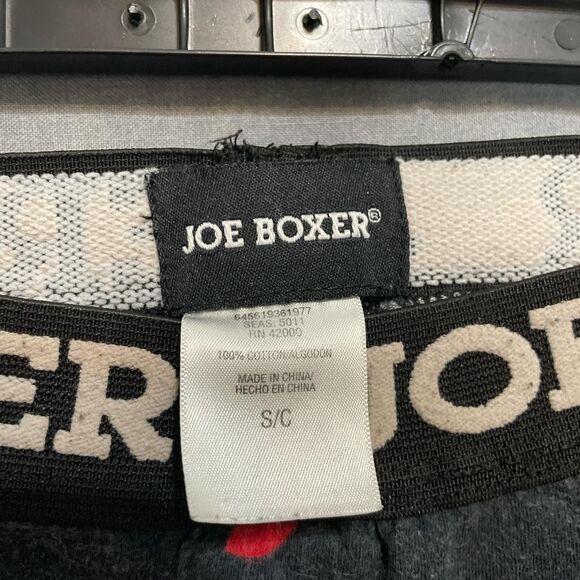 JOE BOXER®
645619361977
SEAS: 5011
RN 42000
100% COTTON/ALGODON
MADE IN CHINA/
HECHO EN CHINA
S/C
ER JOE